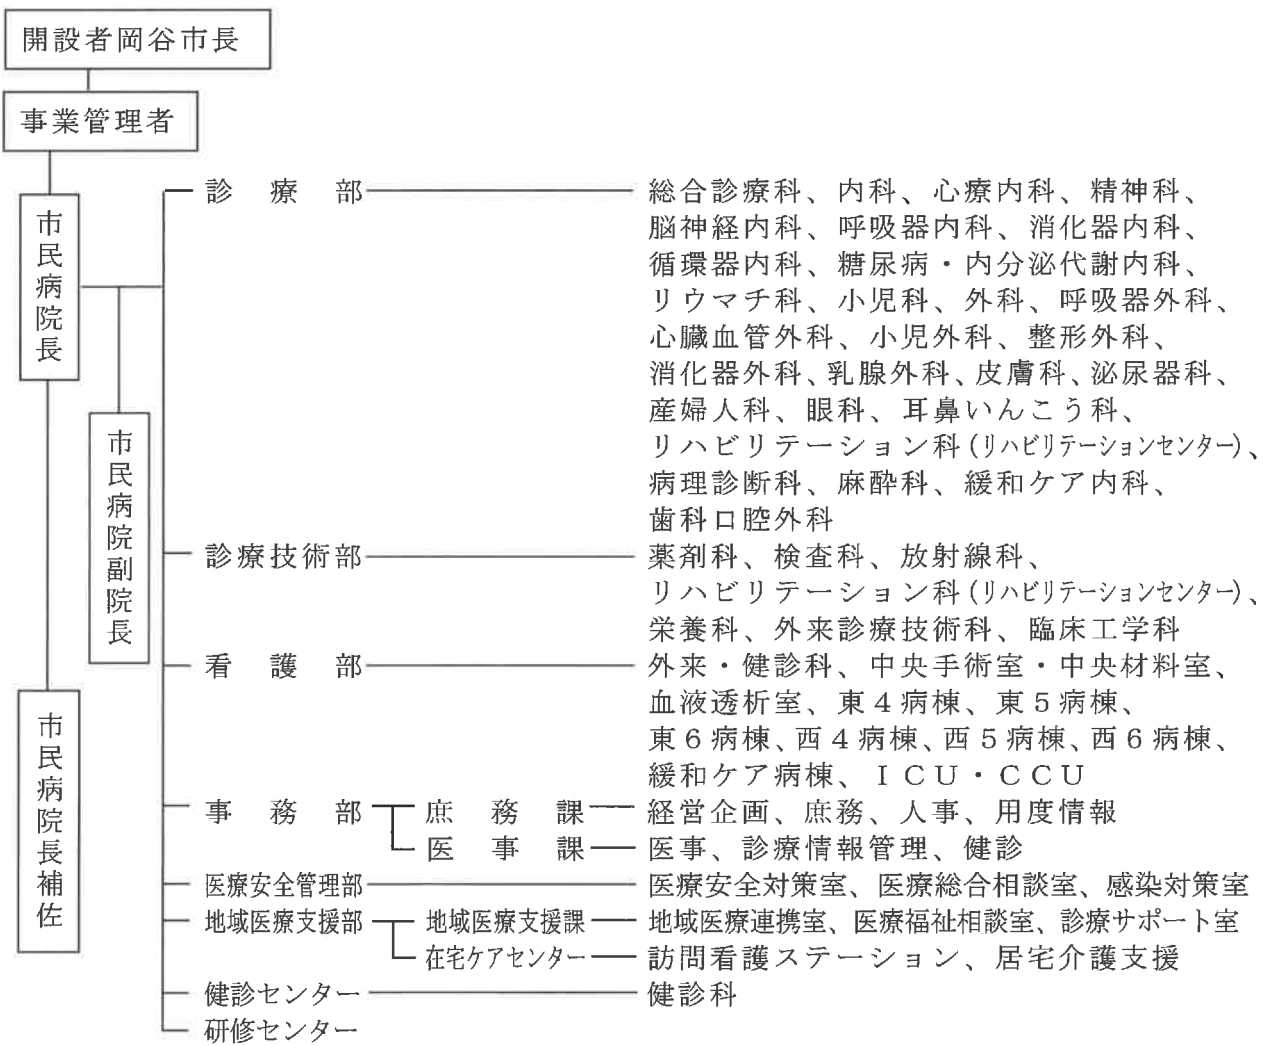 開設者岡谷市長
事業管理者
市民病院長
市民病院副院長
市民病院長補佐
診療部 総合診療科、内科、心療内科、精神科、
脳神経内科、呼吸器内科、消化器内科、
循環器内科、糖尿病・内分泌代謝内科、
リウマチ科、小児科、外科、呼吸器外科、
心臓血管外科、小児外科、整形外科、
消化器外科、乳腺外科、皮膚科、泌尿器科、
産婦人科、眼科、耳鼻いんこう科、
リハビリテーション科(リハビリテーションセンター)、
病理診断科、麻酔科、緩和ケア内科、
歯科口腔外科
診療技術部 薬剤科、検査科、放射線科、
リハビリテーション科(リハビリテーションセンター)、
栄養科、外来診療技術科、臨床工学科
看護部 外来・健診科、中央手術室・中央材料室、
血液透析室、東4病棟、東5病棟、
東6病棟、西4病棟、西5病棟、西6病棟、
緩和ケア病棟、ICU・CCU
事務部 庶務課 経営企画、庶務、人事、用度情報
医事課 医事、診療情報管理、健診
医療安全管理部 医療安全対策室、医療総合相談室、感染対策室
地域医療支援部 地域医療支援課 地域医療連携室、医療福祉相談室、診療サポート室
在宅ケアセンター 訪問看護ステーション、居宅介護支援
健診センター 健診科
研修センター